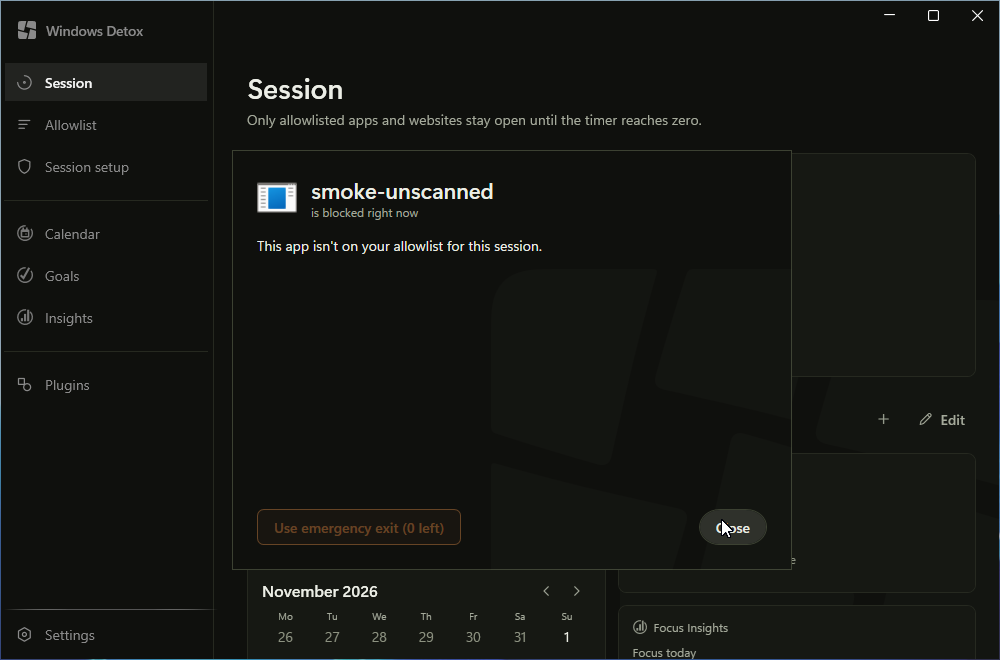 Windows Detox
Session
Allowlist
Session setup
Calendar
Goals
Insights
Plugins
Settings
Session
Only allowlisted apps and websites stay open until the timer reaches zero.
smoke-unscanned
is blocked right now
This app isn't on your allowlist for this session.
Use emergency exit (0 left)
Close
Edit
November 2026
Mo Tu We Th Fr Sa Su
26 27 28 29 30 31 1
Focus Insights
Focus today